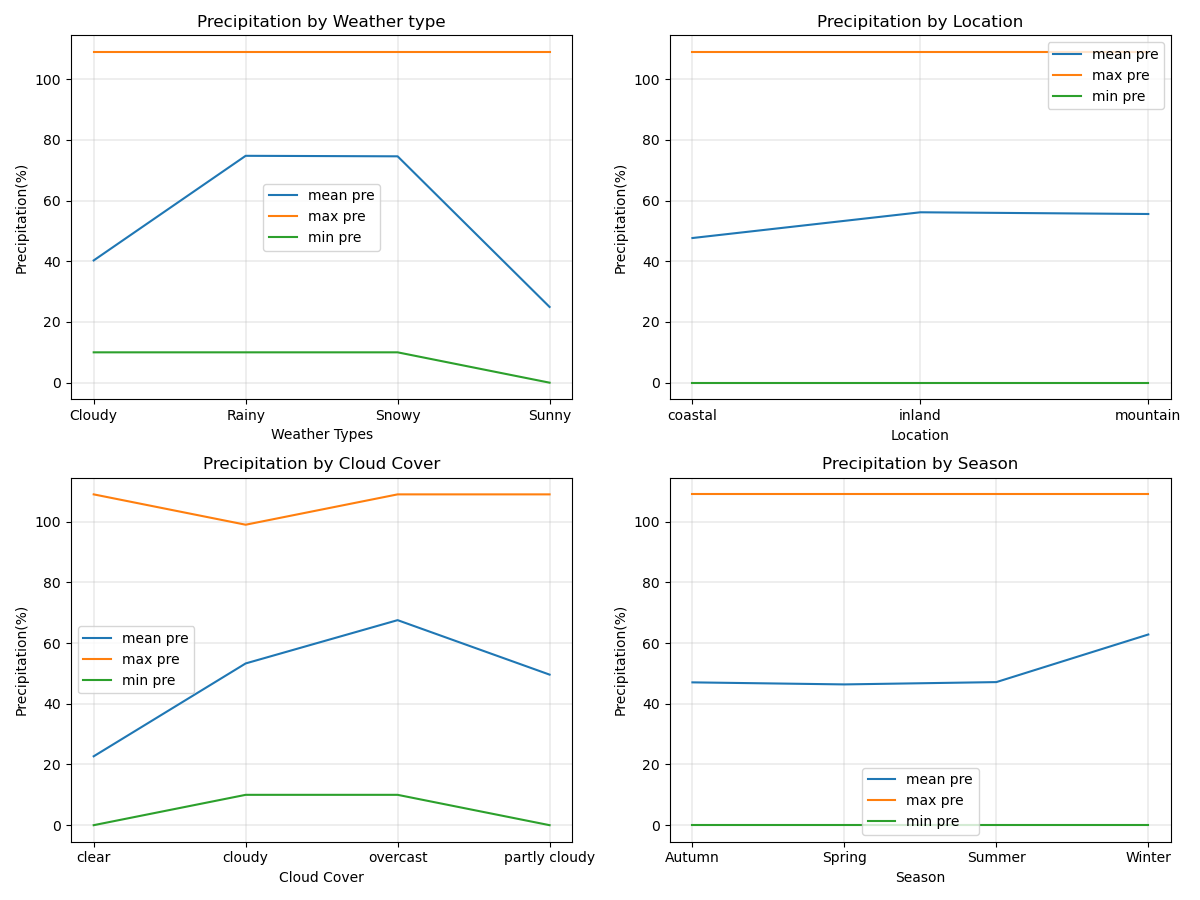 Precipitation by Weather type
Precipitation(%)
100
80
60
40
20
0
mean pre
max pre
min pre
Cloudy Rainy Snowy Sunny
Weather Types
Precipitation by Location
Precipitation(%)
100
80
60
40
20
0
mean pre
max pre
min pre
coastal inland mountain
Location
Precipitation by Cloud Cover
Precipitation(%)
100
80
60
40
20
0
mean pre
max pre
min pre
clear cloudy overcast partly cloudy
Cloud Cover
Precipitation by Season
Precipitation(%)
100
80
60
40
20
0
mean pre
max pre
min pre
Autumn Spring Summer Winter
Season